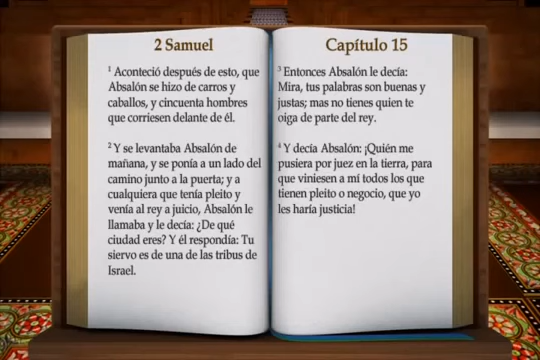 2 Samuel
¹ Aconteció después de esto, que
Absalón se hizo de carros y
caballos, y cincuenta hombres
que corriesen delante de él.
² Y se levantaba Absalón de
mañana, y se ponía a un lado del
camino junto a la puerta; y a
cualquiera que tenía pleito y
venía al rey a juicio, Absalón le
llamaba y le decía: ¿De qué
ciudad eres? Y él respondía: Tu
siervo es de una de las tribus de
Israel.
Capítulo 15
³ Entonces Absalón le decía:
Mira, tus palabras son buenas y
justas; mas no tienes quien te
oiga de parte del rey.
⁴ Y decía Absalón: ¡Quién me
pusiera por juez en la tierra, para
que viniesen a mí todos los que
tienen pleito o negocio, que yo
les haría justicia!